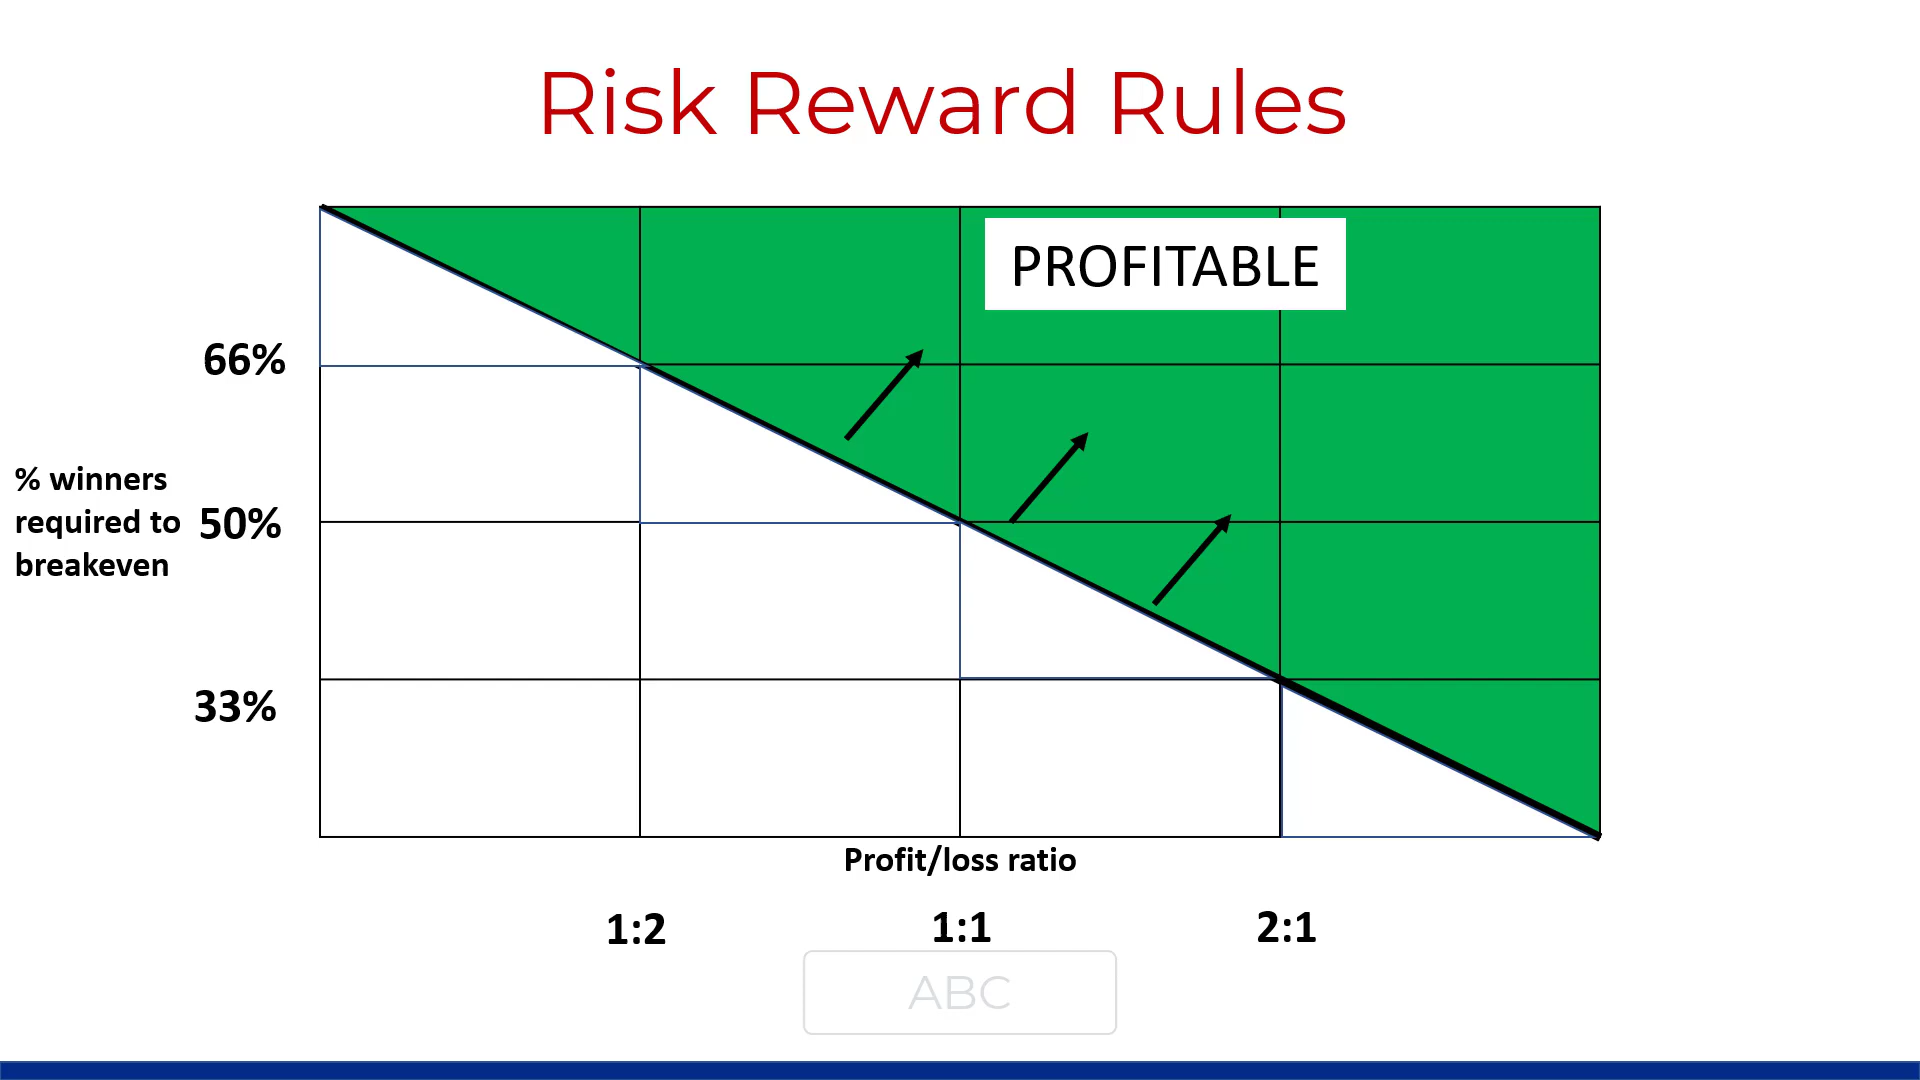 Risk Reward Rules
PROFITABLE
66%
% winners
required to
breakeven
50%
33%
Profit/loss ratio
1:2
1:1
2:1
ABC